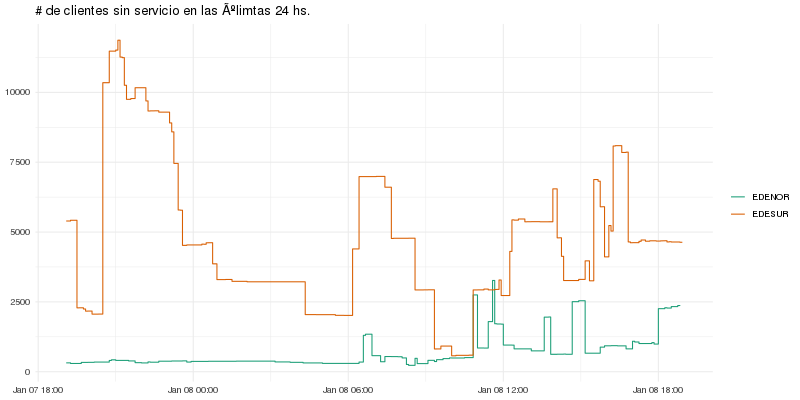 # de clientes sin servicio en las Ãºlimtas 24 hs.
10000
7500
5000
2500
0
Jan 07 18:00
Jan 08 00:00
Jan 08 06:00
Jan 08 12:00
Jan 08 18:00
EDENOR
EDESUR